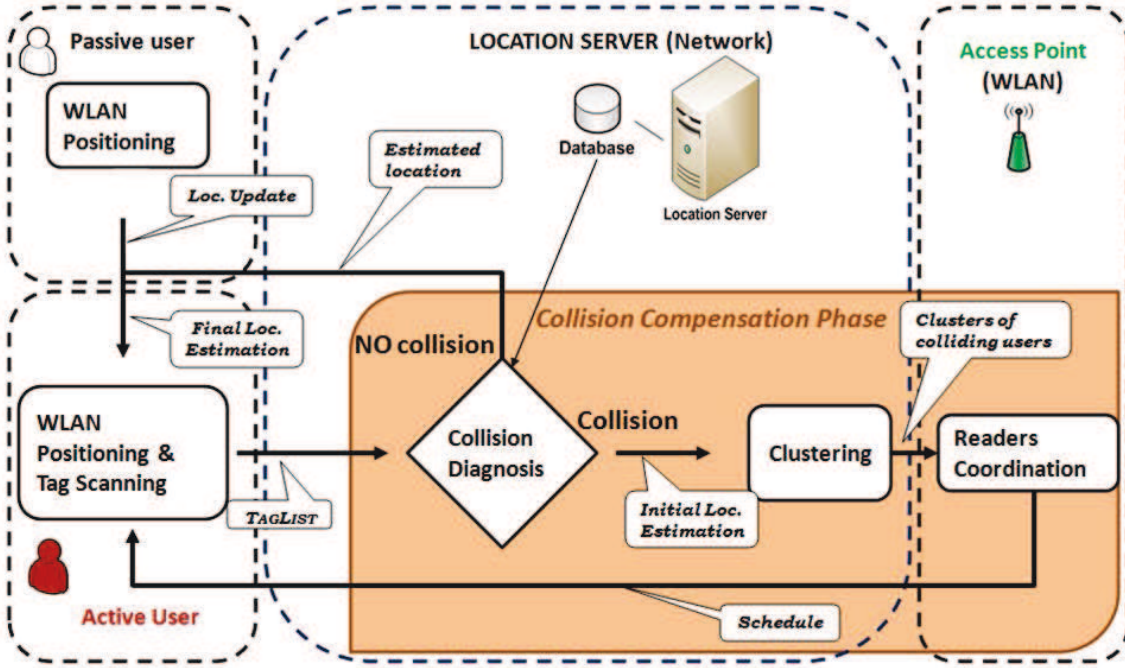 Passive user
WLAN
Positioning
Loc. Update
Final Loc.
Estimation
WLAN
Positioning &
Tag Scanning
Active User
TAGLIST
LOCATION SERVER (Network)
Database
Location Server
Estimated
location
NO collision
Collision Compensation Phase
Collision
Diagnosis
Collision
Initial Loc.
Estimation
Clustering
Clusters of
colliding users
Access Point
(WLAN)
Readers
Coordination
Schedule